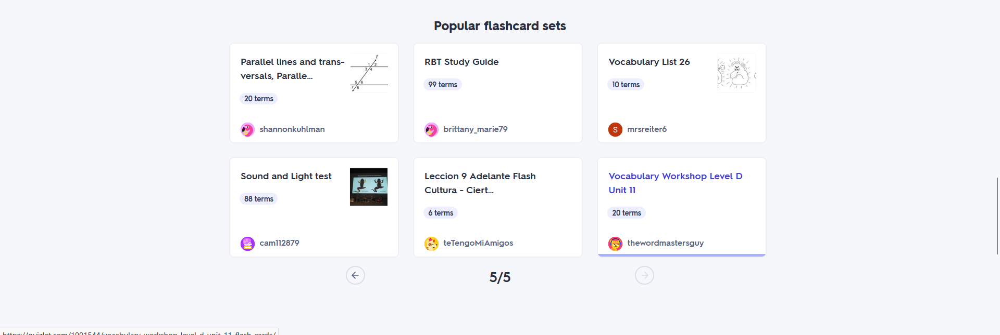 Popular flashcard sets
Parallel lines and trans-
versals, Paralle...
20 terms
shannonkuhlman
t
1 2
3 4
5 6
7 8
RBT Study Guide
99 terms
brittany_marie79
Vocabulary List 26
10 terms
S
mrsreiter6
Sound and Light test
88 terms
cam112879
Leccion 9 Adelante Flash
Cultura - Ciert...
6 terms
teTengoMiAmigos
Vocabulary Workshop Level D
Unit 11
20 terms
thewordmastersguy
5/5
https://quizlet.com/1001544/vocabulary-workshop-level-d-unit-11-flash-cards/